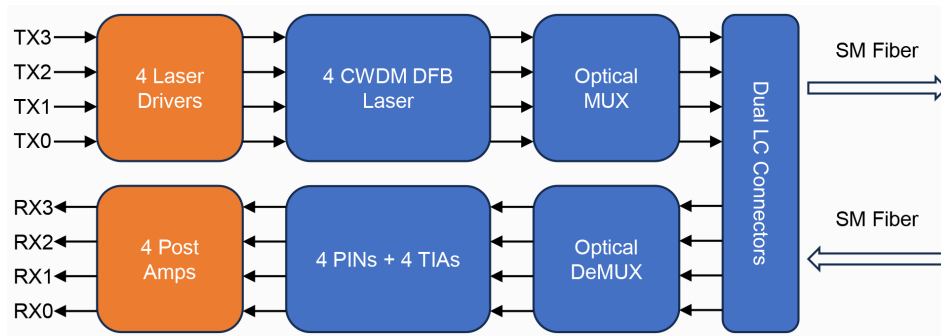 TX3
TX2
TX1
TX0
4 Laser
Drivers
4 CWDM DFB
Laser
Optical
MUX
Dual LC Connectors
SM Fiber
RX3
RX2
RX1
RX0
4 Post
Amps
4 PINs + 4 TIAs
Optical
DeMUX
SM Fiber